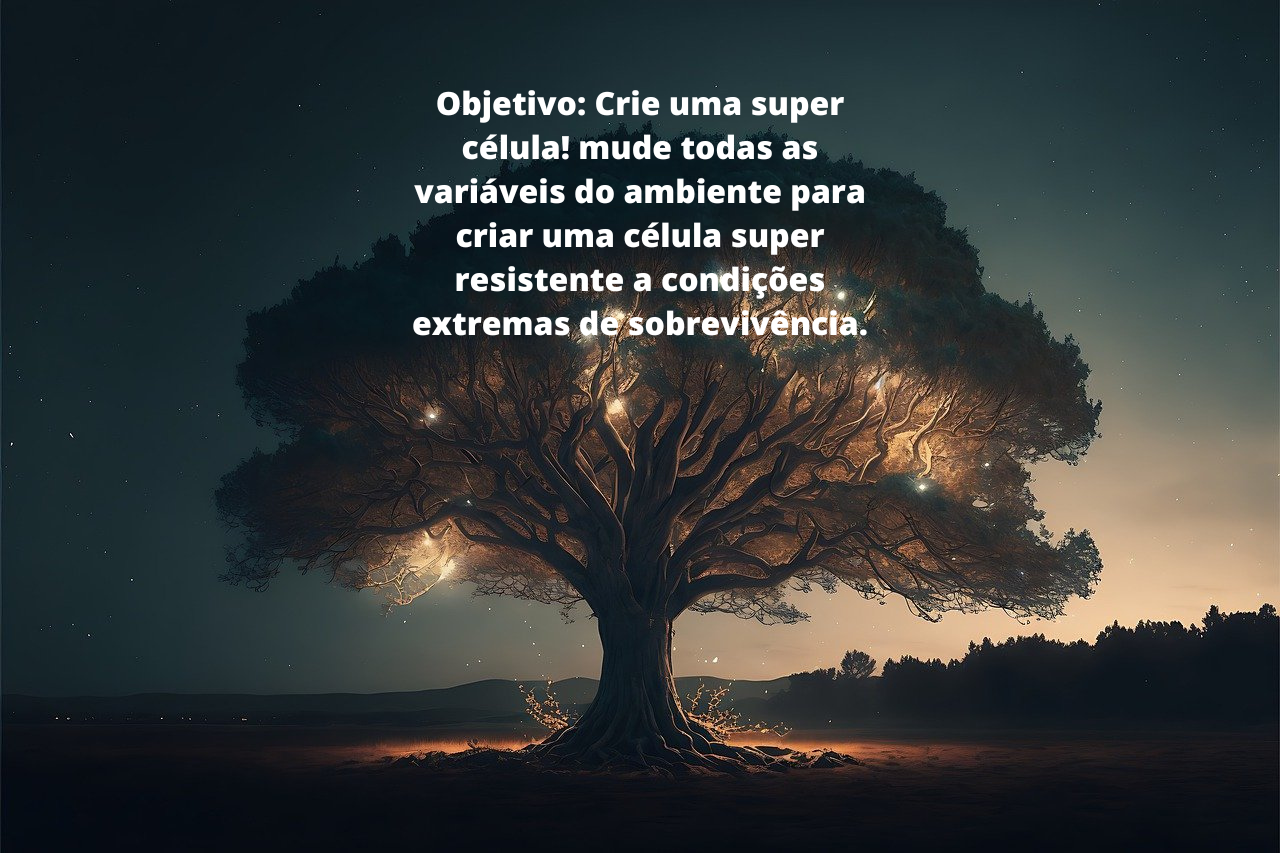 Objetivo: Crie uma super
célula! mude todas as
variáveis do ambiente para
criar uma célula super
resistente a condições
extremas de sobrevivência.